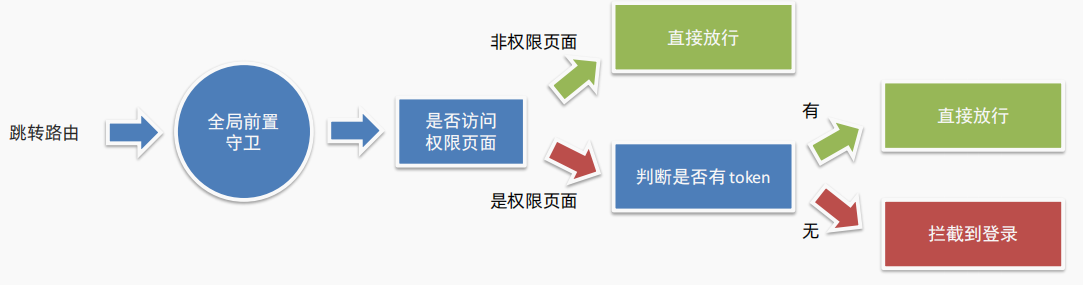 跳转路由
全局前置
守卫
是否访问
权限页面
非权限页面
直接放行
是权限页面
判断是否有 token
有
直接放行
无
拦截到登录